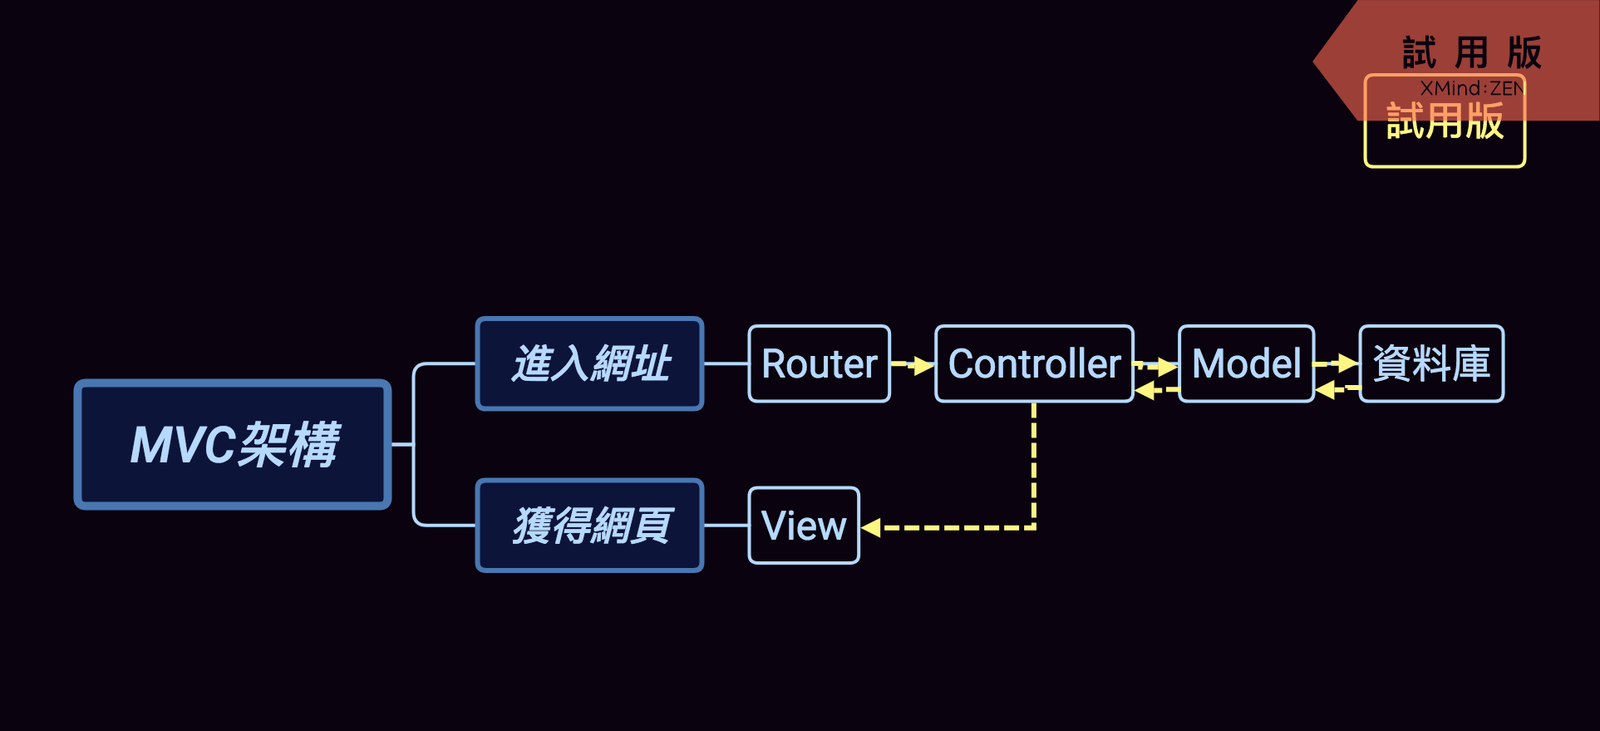 試用版
XMind:ZEN
試用版
進入網址
Router
Controller
Model
資料庫
MVC架構
獲得網頁
View